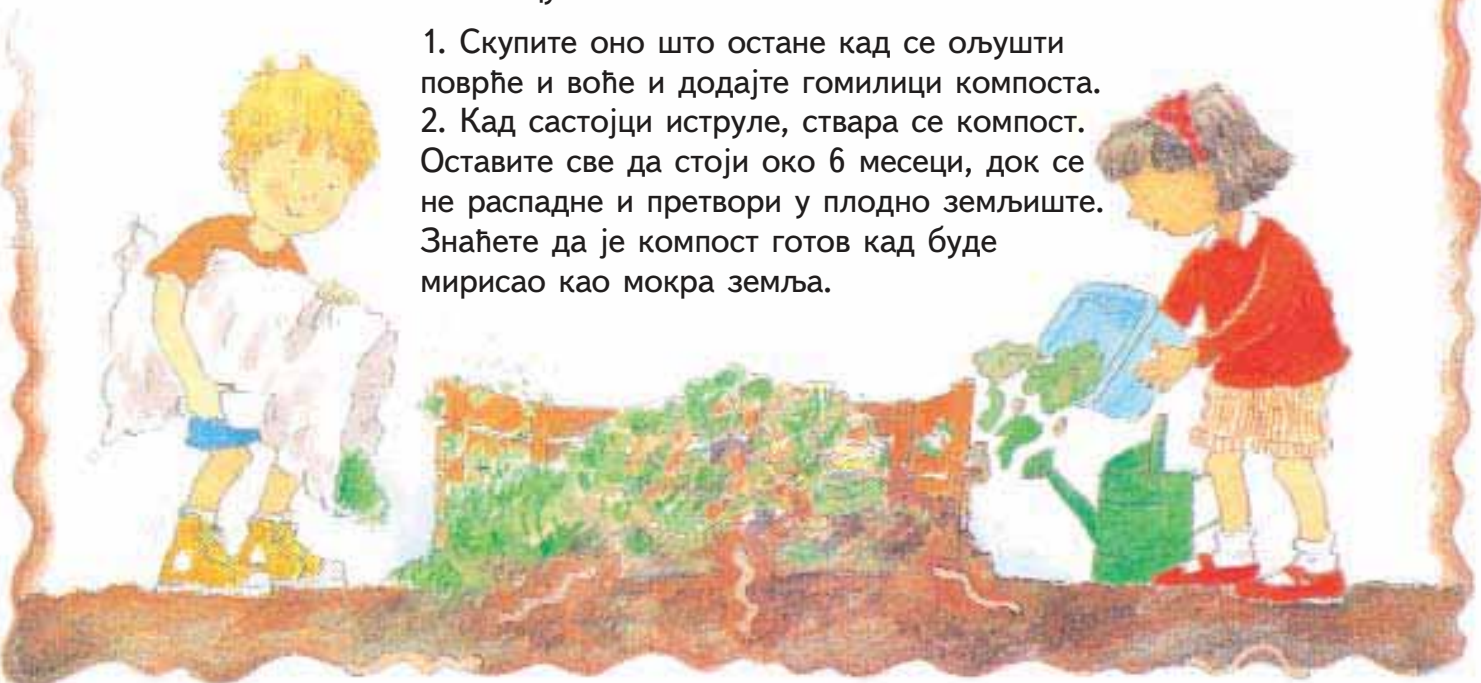 1. Скупите оно што остане кад се ољушти
поврће и воће и додајте гомилици компоста.
2. Кад састојци иструле, ствара се компост.
Оставите све да стоји око 6 месеци, док се
не распадне и претвори у плодно земљиште.
Знаћете да је компост готов кад буде
мирисао као мокра земља.